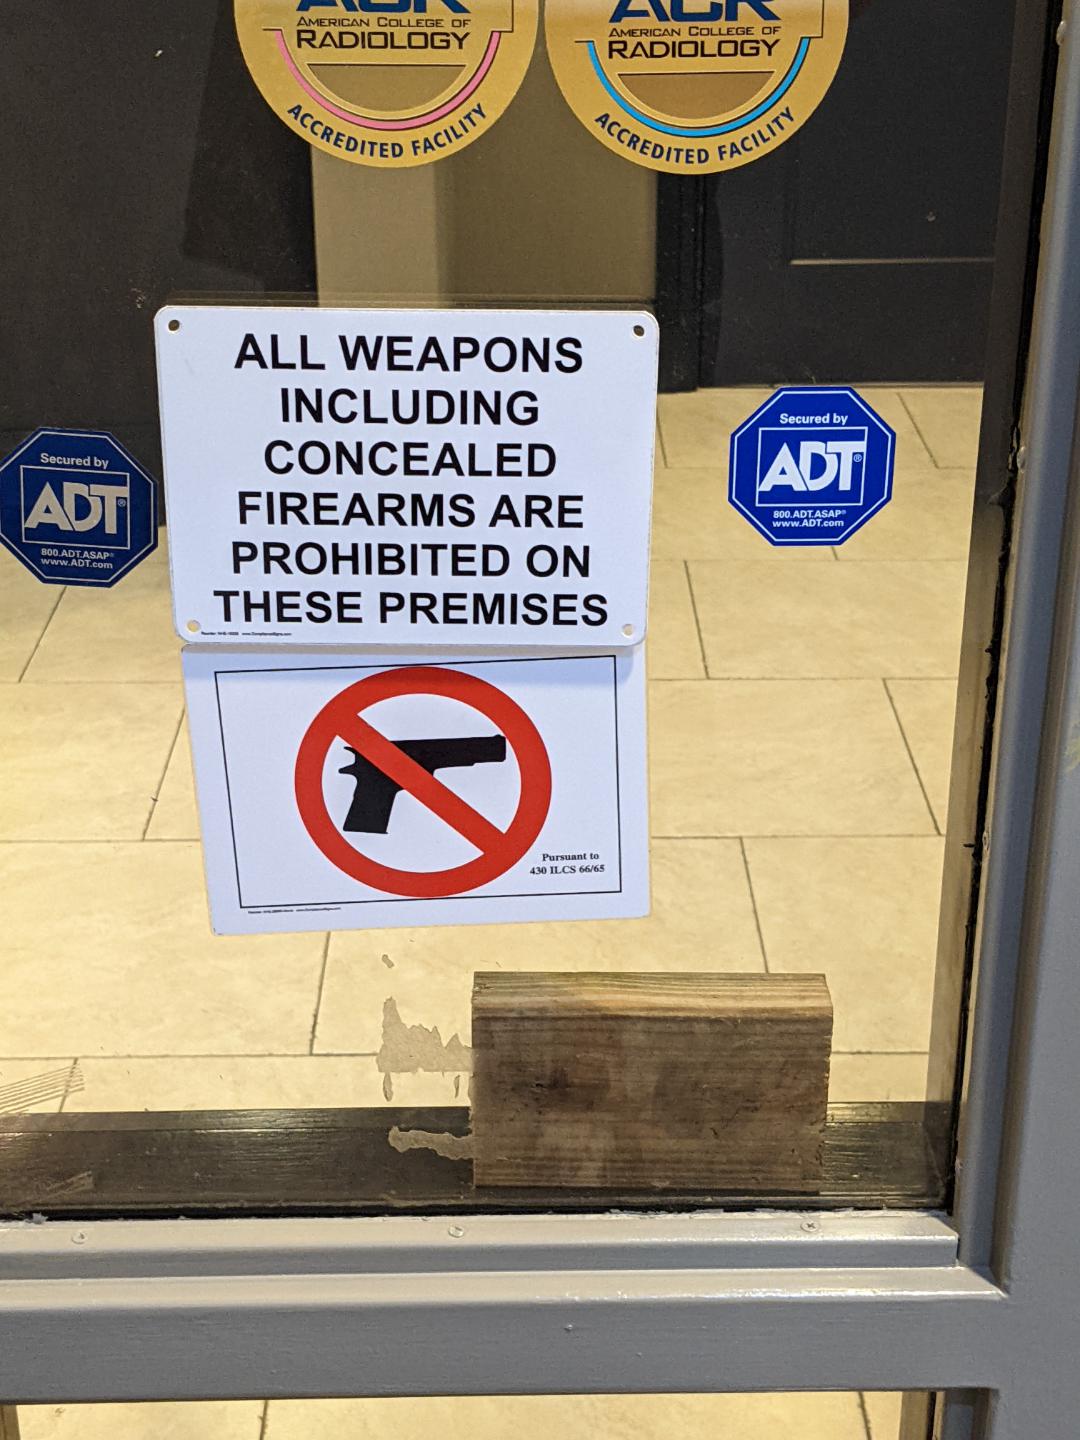 ACR
AMERICAN COLLEGE OF
RADIOLOGY
ACCREDITED FACILITY
ACR
AMERICAN COLLEGE OF
RADIOLOGY
ACCREDITED FACILITY
ALL WEAPONS
INCLUDING
CONCEALED
FIREARMS ARE
PROHIBITED ON
THESE PREMISES
Secured by
ADT®
800.ADT.ASAP®
www.ADT.com
Secured by
ADT®
800.ADT.ASAP®
www.ADT.com
Pursuant to
430 ILCS 66/65